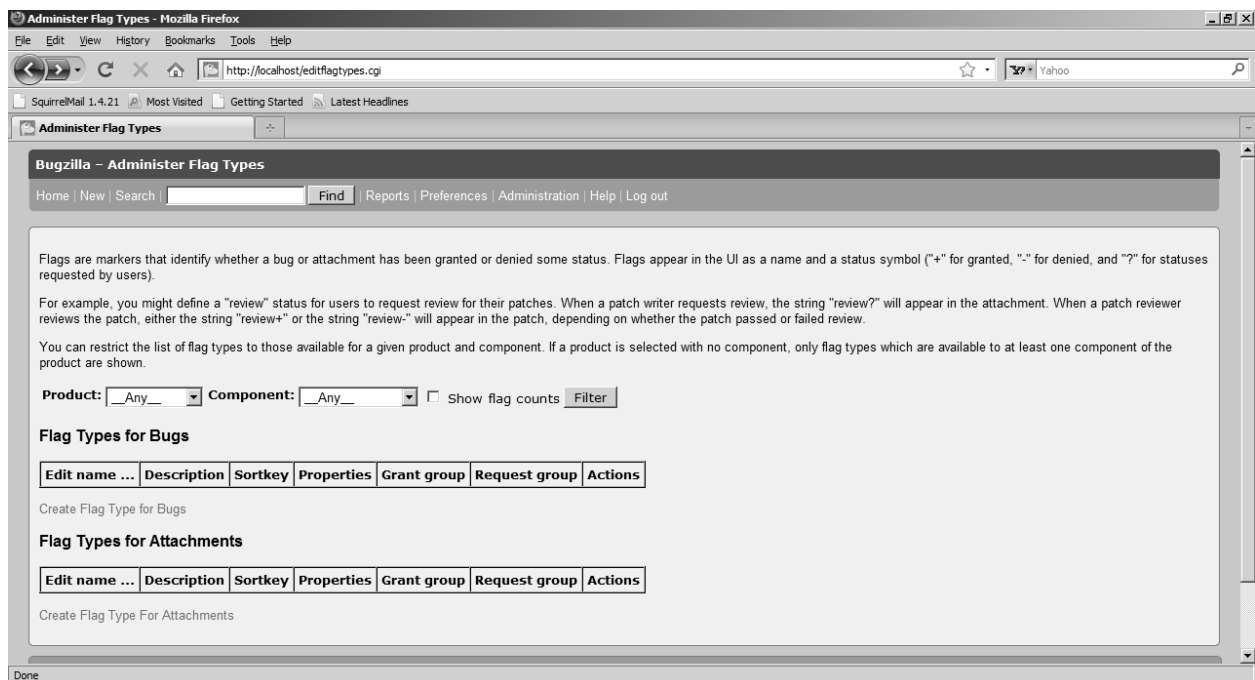 Administer Flag Types - Mozilla Firefox
File Edit View History Bookmarks Tools Help
http://localhost/editflagtypes.cgi Yahoo
SquirrelMail 1.4.21 Most Visited Getting Started Latest Headlines
Administer Flag Types
Bugzilla – Administer Flag Types
Home | New | Search | Find | Reports | Preferences | Administration | Help | Log out
Flags are markers that identify whether a bug or attachment has been granted or denied some status. Flags appear in the UI as a name and a status symbol ("+" for granted, "-" for denied, and "?" for statuses
requested by users).
For example, you might define a "review" status for users to request review for their patches. When a patch writer requests review, the string "review?" will appear in the attachment. When a patch reviewer
reviews the patch, either the string "review+" or the string "review-" will appear in the patch, depending on whether the patch passed or failed review.
You can restrict the list of flag types to those available for a given product and component. If a product is selected with no component, only flag types which are available to at least one component of the
product are shown.
Product: __Any__ Component: __Any__ Show flag counts Filter
Flag Types for Bugs
Edit name ... Description Sortkey Properties Grant group Request group Actions
Create Flag Type for Bugs
Flag Types for Attachments
Edit name ... Description Sortkey Properties Grant group Request group Actions
Create Flag Type For Attachments
Done